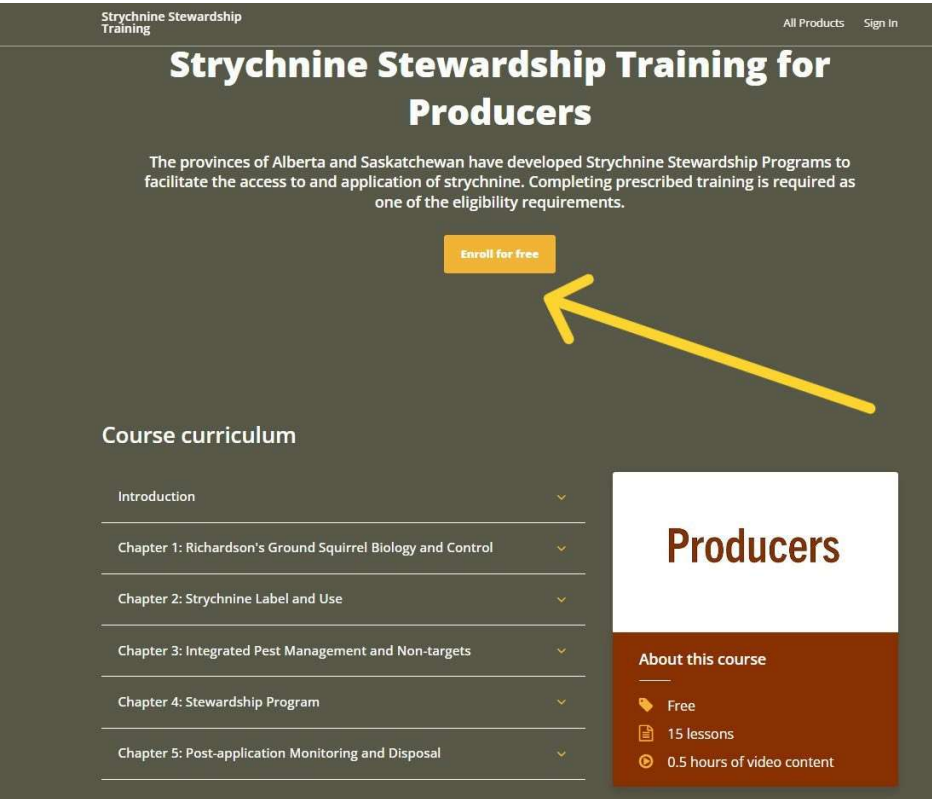 Strychnine Stewardship
Training
All Products
Sign In
Strychnine Stewardship Training for
Producers
The provinces of Alberta and Saskatchewan have developed Strychnine Stewardship Programs to
facilitate the access to and application of strychnine. Completing prescribed training is required as
one of the eligibility requirements.
Enroll for free
Course curriculum
Introduction
Chapter 1: Richardson's Ground Squirrel Biology and Control
Chapter 2: Strychnine Label and Use
Chapter 3: Integrated Pest Management and Non-targets
Chapter 4: Stewardship Program
Chapter 5: Post-application Monitoring and Disposal
Producers
About this course
Free
15 lessons
0.5 hours of video content